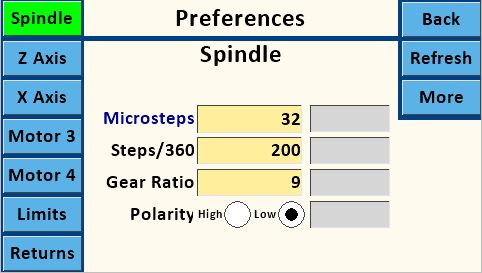 Spindle
Preferences
Back
Z Axis
Spindle
Refresh
X Axis
More
Microsteps 32
Motor 3
Steps/360 200
Motor 4
Gear Ratio 9
Limits
Polarity High Low
Returns